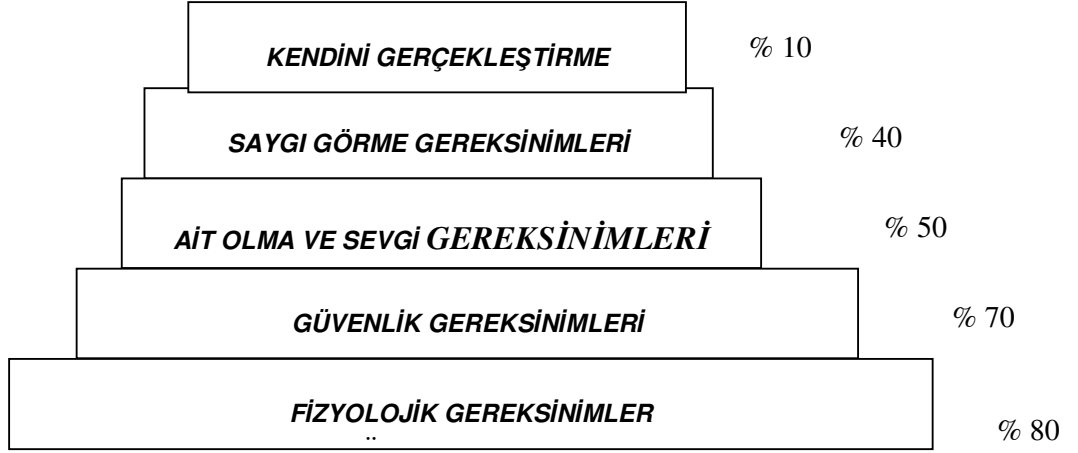 KENDİNİ GERÇEKLEŞTİRME % 10
SAYGI GÖRME GEREKSİNİMLERİ % 40
AİT OLMA VE SEVGİ GEREKSİNİMLERİ % 50
GÜVENLİK GEREKSİNİMLERİ % 70
FİZYOLOJİK GEREKSİNİMLER % 80